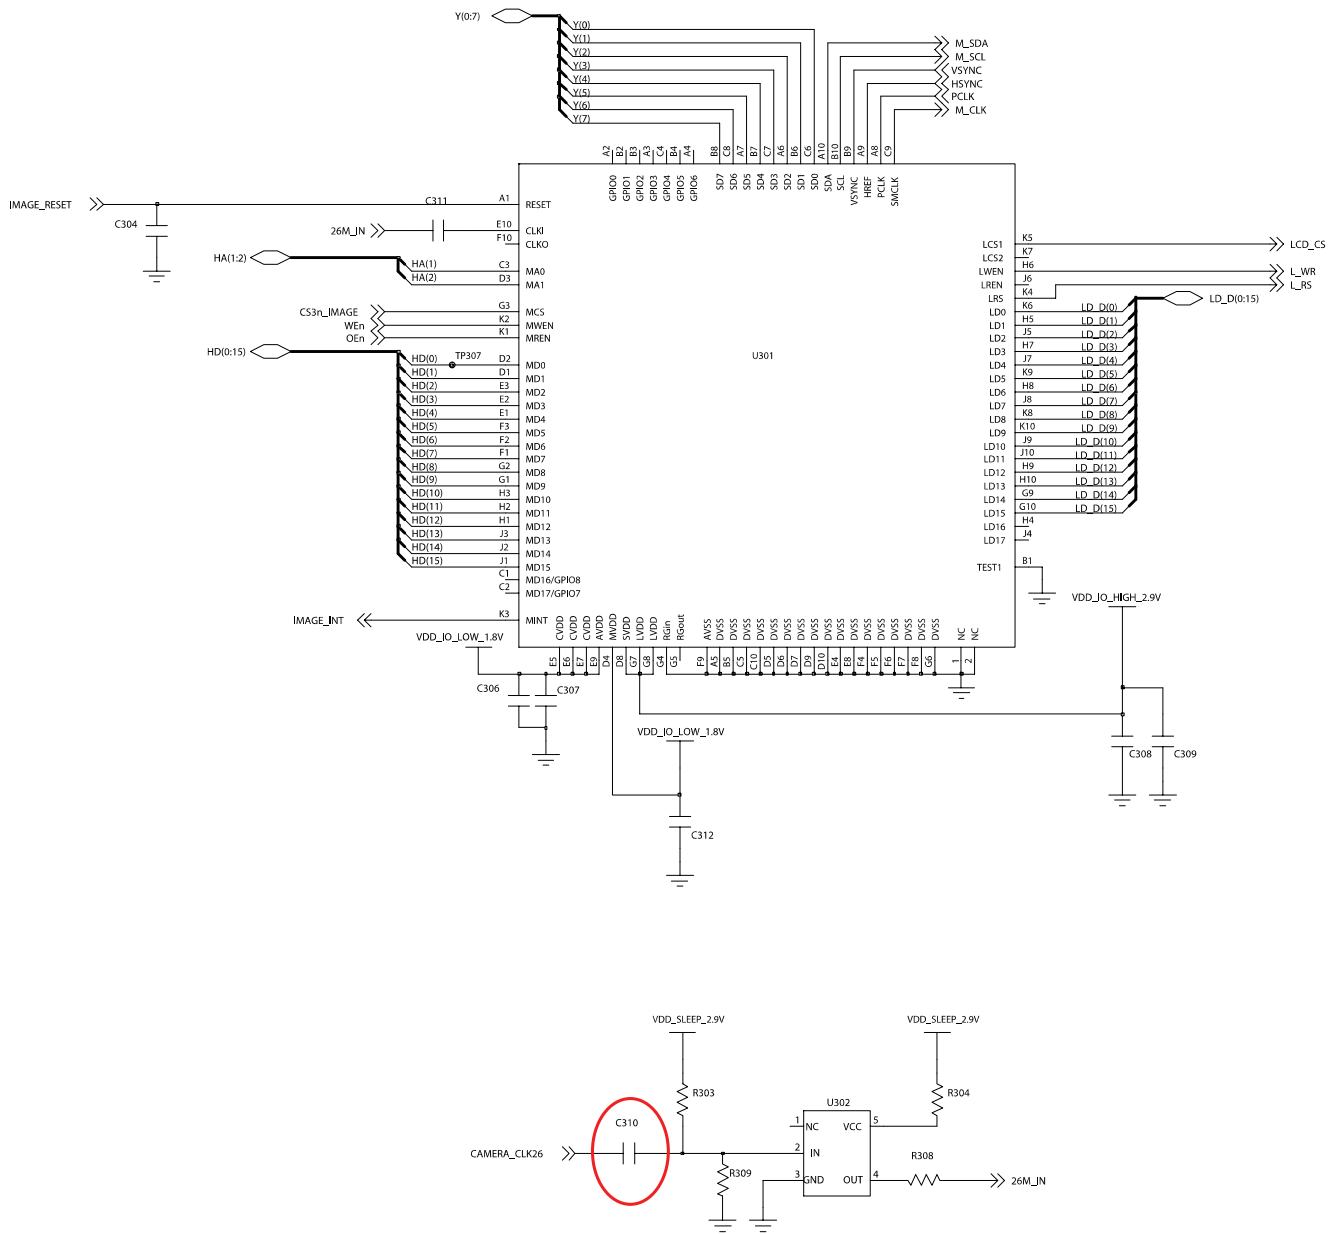 Y(0:7)
Y(0)
Y(1)
Y(2)
Y(3)
Y(4)
Y(5)
Y(6)
Y(7)
M_SDA
M_SCL
VSYNC
HSYNC
PCLK
M_CLK
A2 B2 B3 A3 C4 B4 A4 B8 C8 A7 B7 C7 A6 B6 C6 A10 B10 B9 A9 A8 C9
GPIO0 GPIO1 GPIO2 GPIO3 GPIO4 GPIO5 GPIO6 SD7 SD6 SD5 SD4 SD3 SD2 SD1 SD0 SDA SCL VSYNC HREF PCLK SMCLK
IMAGE_RESET
C304
C311
A1 RESET
26M_IN
E10 CLKI
F10 CLKO
HA(1:2)
HA(1) C3 MA0
HA(2) D3 MA1
CS3n_IMAGE G3 MCS
WEn K2 MWEN
OEn K1 MREN
HD(0:15)
HD(0) TP307 D2 MD0
HD(1) D1 MD1
HD(2) E3 MD2
HD(3) E2 MD3
HD(4) E1 MD4
HD(5) F3 MD5
HD(6) F2 MD6
HD(7) F1 MD7
HD(8) G2 MD8
HD(9) G1 MD9
HD(10) H3 MD10
HD(11) H2 MD11
HD(12) H1 MD12
HD(13) J3 MD13
HD(14) J2 MD14
HD(15) J1 MD15
C1 MD16/GPIO8
C2 MD17/GPIO7
IMAGE_INT K3 MINT
U301
LCS1 K5 LCD_CS
LCS2 K7
LWEN H6 L_WR
LREN J6 L_RS
LRS K4
LD_D(0:15)
LD0 K6 LD_D(0)
LD1 H5 LD_D(1)
LD2 J5 LD_D(2)
LD3 H7 LD_D(3)
LD4 J7 LD_D(4)
LD5 K9 LD_D(5)
LD6 H8 LD_D(6)
LD7 J8 LD_D(7)
LD8 K8 LD_D(8)
LD9 K10 LD_D(9)
LD10 J9 LD_D(10)
LD11 J10 LD_D(11)
LD12 H9 LD_D(12)
LD13 H10 LD_D(13)
LD14 G9 LD_D(14)
LD15 G10 LD_D(15)
LD16 H4
LD17 J4
TEST1 B1
CVDD CVDD CVDD AVDD MVDD SVDD LVDD LVDD RGin RGout AVSS DVSS DVSS DVSS DVSS DVSS DVSS DVSS DVSS DVSS DVSS DVSS DVSS DVSS DVSS DVSS DVSS DVSS NC NC
E5 E6 E7 E9 D4 D8 G7 G8 G4 G5 F9 A5 B5 C5 C10 D5 D6 D7 D9 D10 E4 E8 F4 F5 F6 F7 F8 G6 1 2
VDD_IO_LOW_1.8V
C306
C307
VDD_IO_LOW_1.8V
C312
VDD_IO_HIGH_2.9V
C308
C309
VDD_SLEEP_2.9V
VDD_SLEEP_2.9V
R303
R304
C310
CAMERA_CLK26
R309
U302
1 NC VCC 5
2 IN
3 GND OUT 4
R308
26M_IN